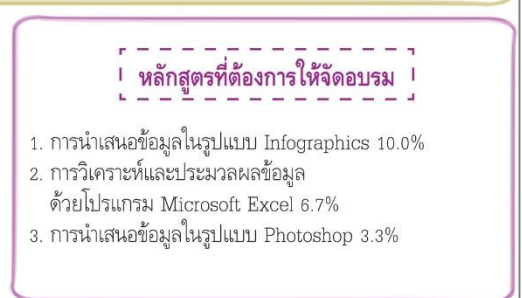 หลักสูตรที่ต้องการให้จัดอบรม
1. การนำเสนอข้อมูลในรูปแบบ Infographics 10.0%
2. การวิเคราะห์และประมวลผลข้อมูล
ด้วยโปรแกรม Microsoft Excel 6.7%
3. การนำเสนอข้อมูลในรูปแบบ Photoshop 3.3%